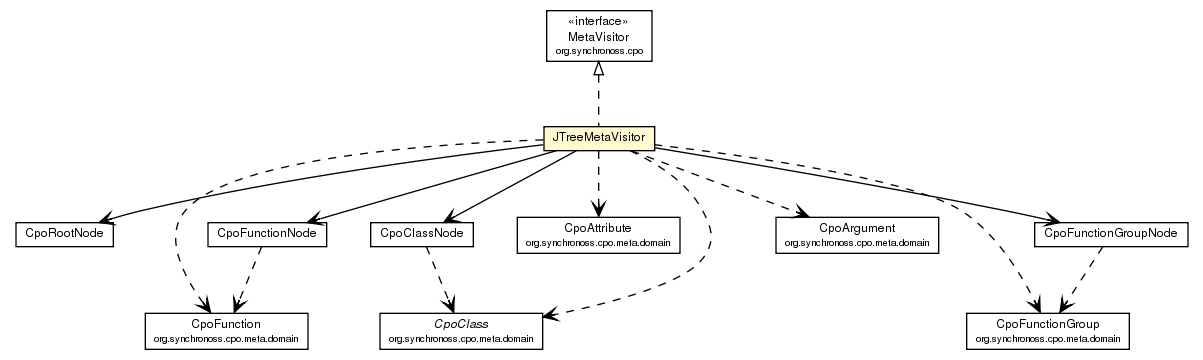 «interface»
MetaVisitor
org.synchronoss.cpo
JTreeMetaVisitor
CpoRootNode
CpoFunctionNode
CpoClassNode
CpoAttribute
org.synchronoss.cpo.meta.domain
CpoArgument
org.synchronoss.cpo.meta.domain
CpoFunctionGroupNode
CpoFunction
org.synchronoss.cpo.meta.domain
CpoClass
org.synchronoss.cpo.meta.domain
CpoFunctionGroup
org.synchronoss.cpo.meta.domain